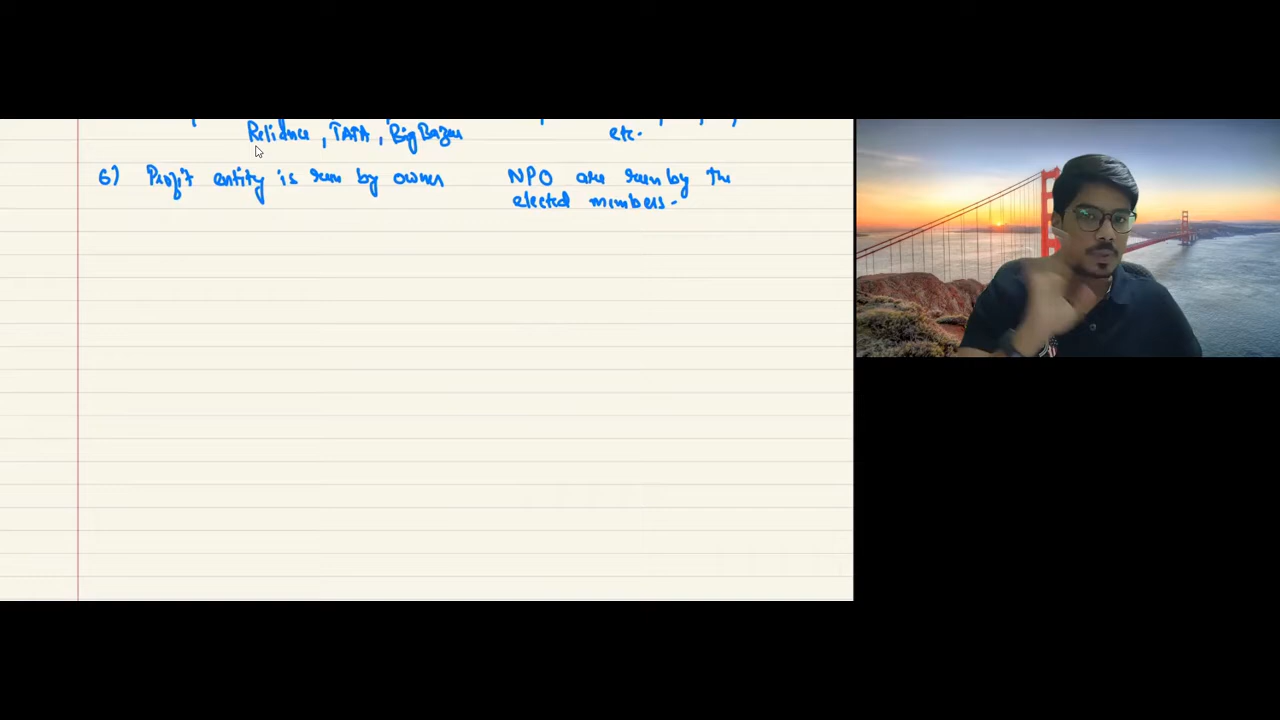 Reliance, TATA, Big Bazar
etc.
6) Profit entity is run by owner
NPO are run by the
elected members.